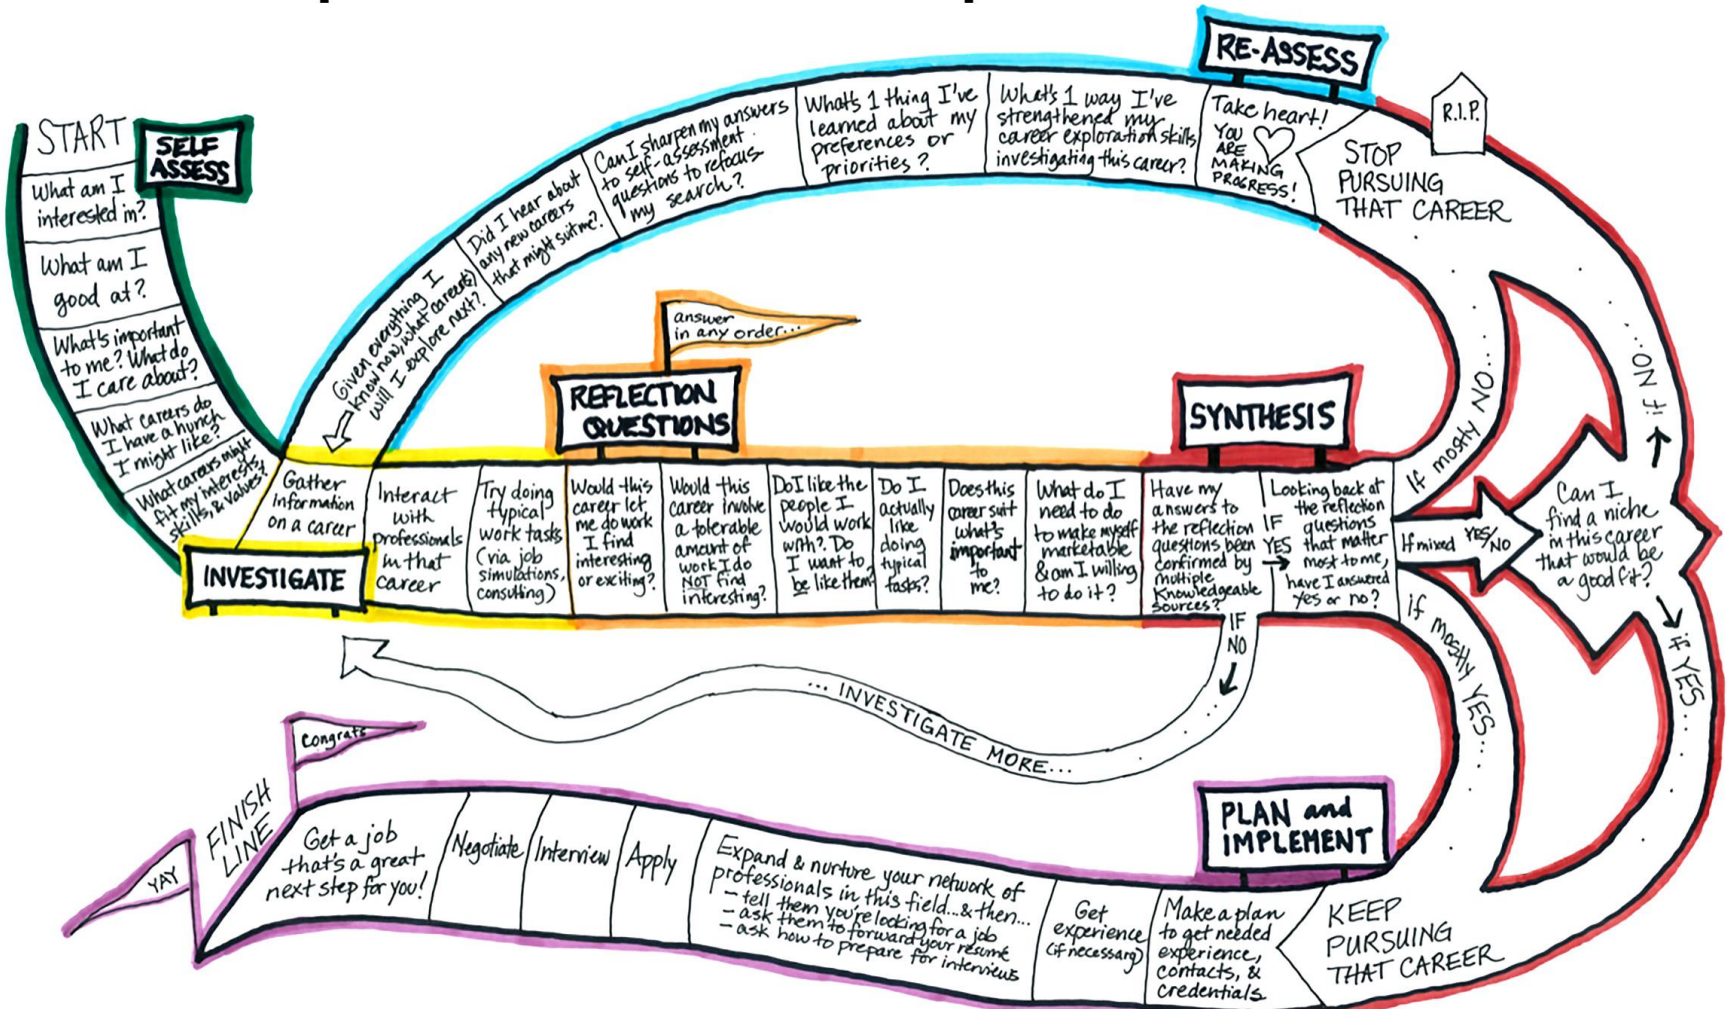 START
SELF
ASSESS
What am I
interested in?
What am I
good at?
What's important
to me? What do
I care about?
What careers do
I have a hunch
I might like?
What careers might
fit my interests,
skills, & values?
INVESTIGATE
Gather
information
on a career
Interact
with
professionals
in that
career
Try doing
typical
work tasks
(via job
simulations,
consulting)
REFLECTION
QUESTIONS
answer
in any order...
Would this
career let
me do work
I find
interesting
or exciting?
Would this
career involve
a tolerable
amount of
work I do
NOT find
interesting?
Do I like the
people I
would work
with? Do
I want to
be like them?
Do I
actually
like
doing
typical
tasks?
Does this
career suit
what's
important
to
me?
What do I
need to do
to make myself
marketable
& am I willing
to do it?
SYNTHESIS
Have my
answers to
the reflection
questions been
confirmed by
multiple
knowledgeable
sources?
IF
YES
IF
NO
... INVESTIGATE MORE...
Looking back at
the reflection
questions
that matter
most to me,
have I answered
yes or no?
If mostly NO...
If mixed YES/NO
if mostly YES...
Can I
find a niche
in this career
that would be
a good fit?
if NO...
if YES...
R.I.P.
STOP
PURSUING
THAT CAREER
RE-ASSESS
Take heart!
YOU
ARE
MAKING
PROGRESS!
What's 1 way I've
strengthened my
career exploration skills
investigating this career?
What's 1 thing I've
learned about my
preferences or
priorities?
Can I sharpen my answers
to self-assessment
questions to refocus
my search?
Did I hear about
any new careers
that might suit me?
Given everything I
know now, what career(s)
will I explore next?
KEEP
PURSUING
THAT CAREER
PLAN and
IMPLEMENT
Make a plan
to get needed
experience,
contacts, &
credentials
Get
experience
(if necessary)
Expand & nurture your network of
professionals in this field...& then...
- tell them you're looking for a job
- ask them to forward your resume
- ask how to prepare for interviews
Apply
Interview
Negotiate
Get a job
that's a great
next step for you!
FINISH
LINE
Congrats
YAY